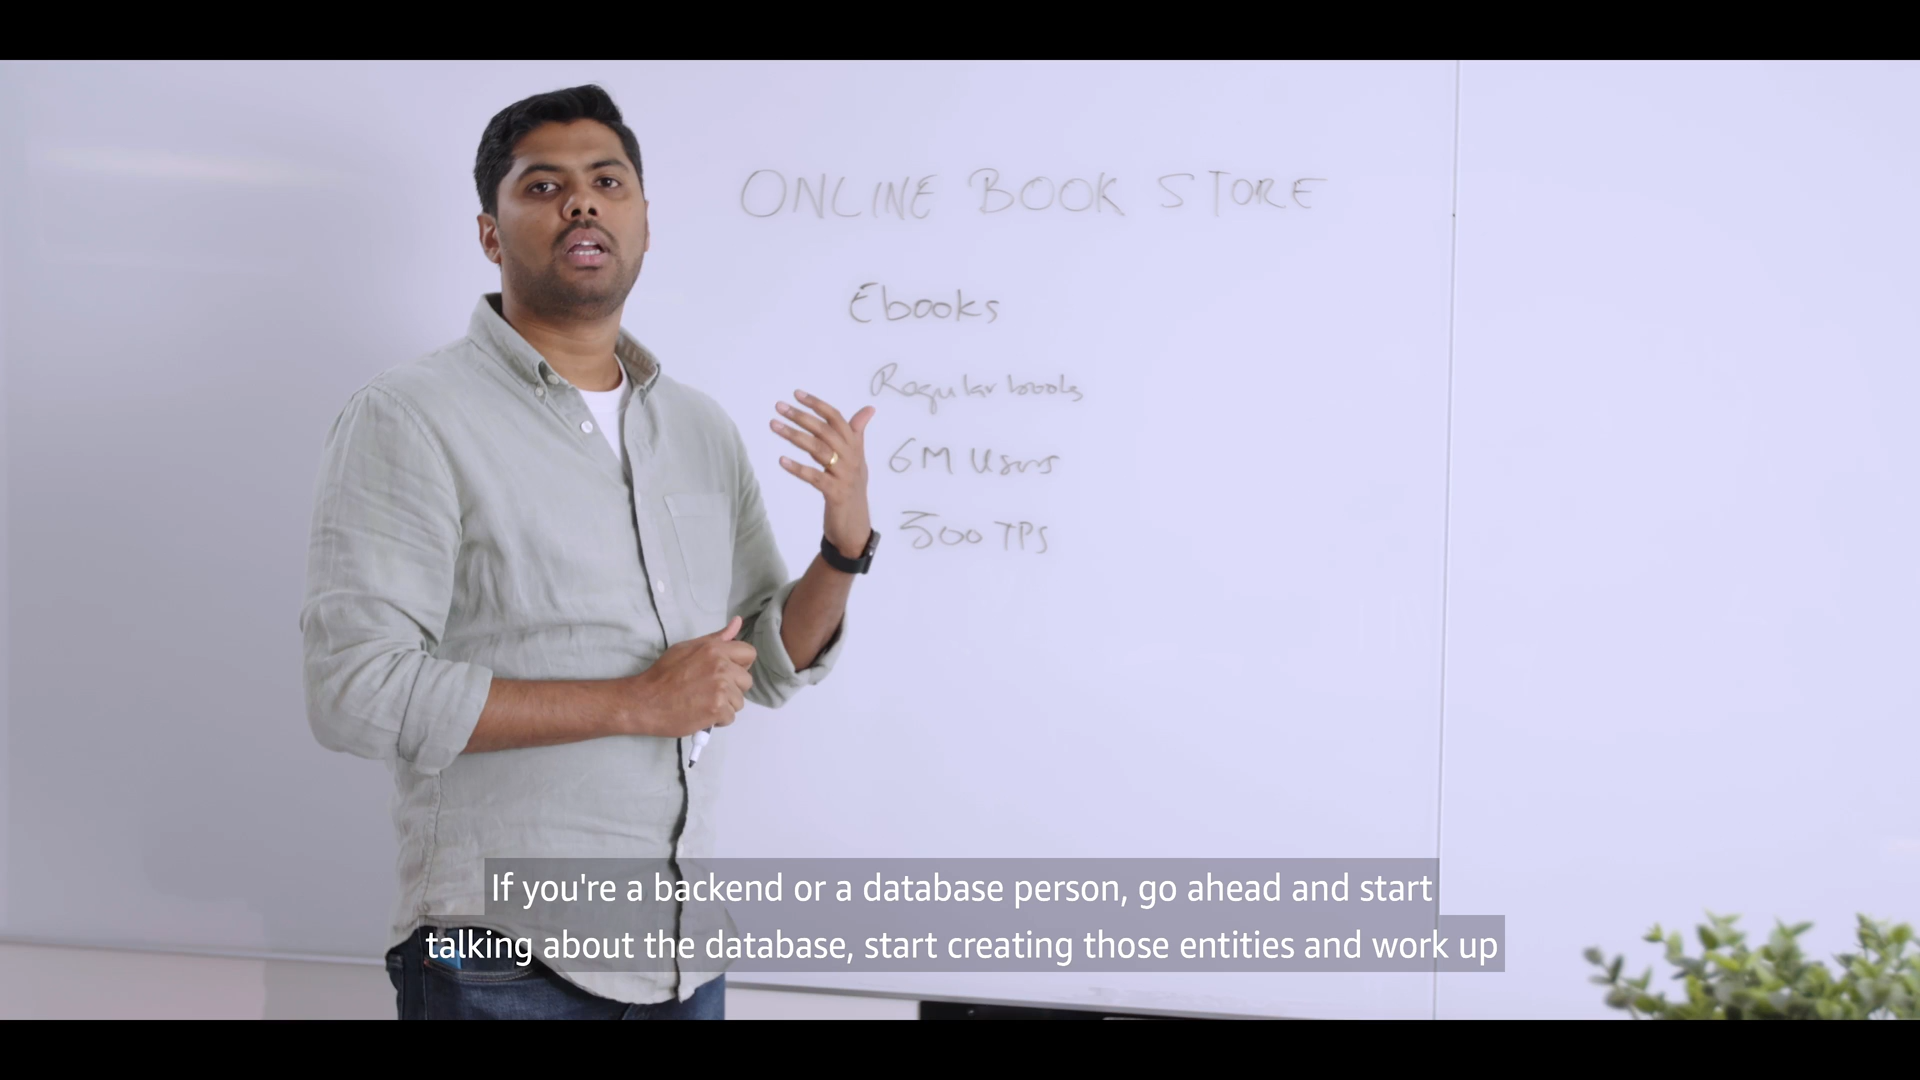 ONLINE BOOK STORE
Ebooks
Regular books
6M Users
500 TPS
If you're a backend or a database person, go ahead and start
talking about the database, start creating those entities and work up